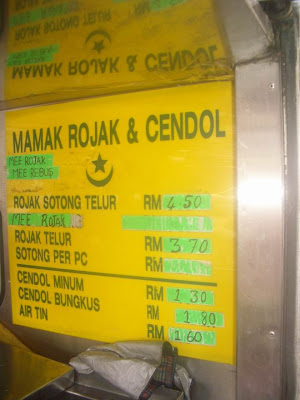 MAMAK ROJAK & CENDOL
MAMAK ROJAK & CENDOL
MEE ROJAK
MEE REBUS
ROJAK SOTONG TELUR RM 4.50
MEE ROJAK
ROJAK TELUR RM 3.70
SOTONG PER PC RM
CENDOL MINUM RM 1.30
CENDOL BUNGKUS RM 1.80
AIR TIN RM 1.60